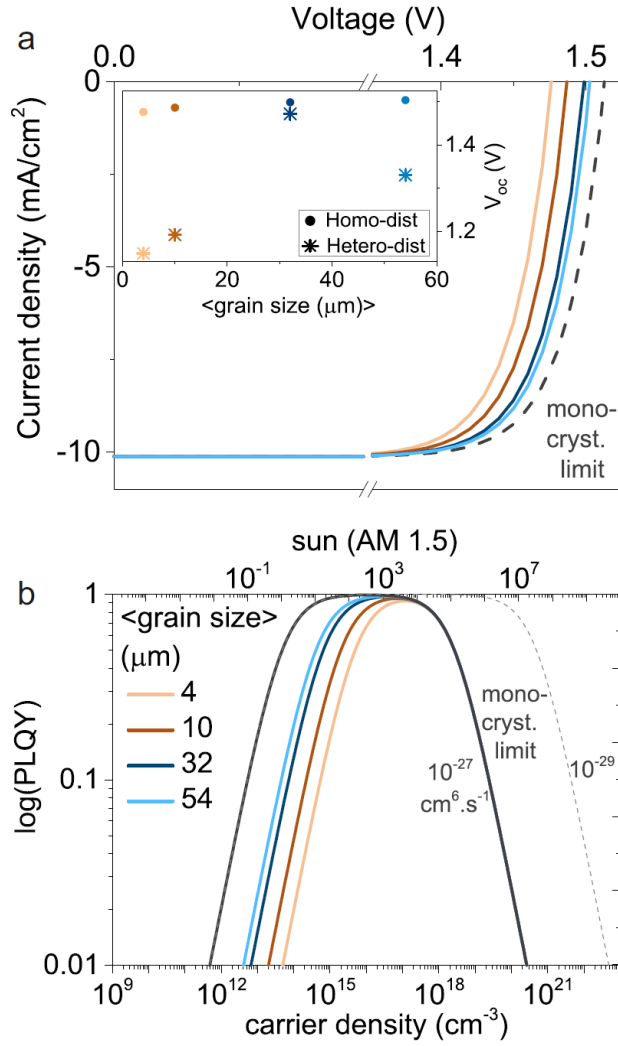 a
Voltage (V)
0.0 1.4 1.5
0
-5
-10
Current density (mA/cm²)
1.4
1.2
V_oc (V)
Homo-dist
Hetero-dist
0 20 40 60
<grain size (μm)>
mono-
cryst.
limit
b
sun (AM 1.5)
10⁻¹ 10³ 10⁷
1
0.1
0.01
log(PLQY)
<grain size>
(μm)
4
10
32
54
mono-
cryst.
limit
10⁻²⁷
cm⁶.s⁻¹
10⁻²⁹
10⁹ 10¹² 10¹⁵ 10¹⁸ 10²¹
carrier density (cm⁻³)